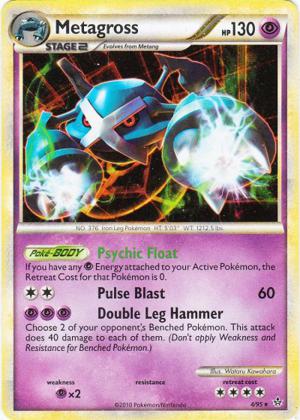 Metagross HP 130
STAGE 2 Evolves from Metang
NO. 376 Iron Leg Pokémon HT: 5'03" WT: 1212.5 lbs.
Poké-BODY Psychic Float
If you have any Energy attached to your Active Pokémon, the
Retreat Cost for that Pokémon is 0.
Pulse Blast 60
Double Leg Hammer
Choose 2 of your opponent's Benched Pokémon. This attack
does 40 damage to each of them. (Don't apply Weakness and
Resistance for Benched Pokémon.)
Illus. Wataru Kawahara
weakness resistance retreat cost
×2
©2010 Pokémon/Nintendo 4/95